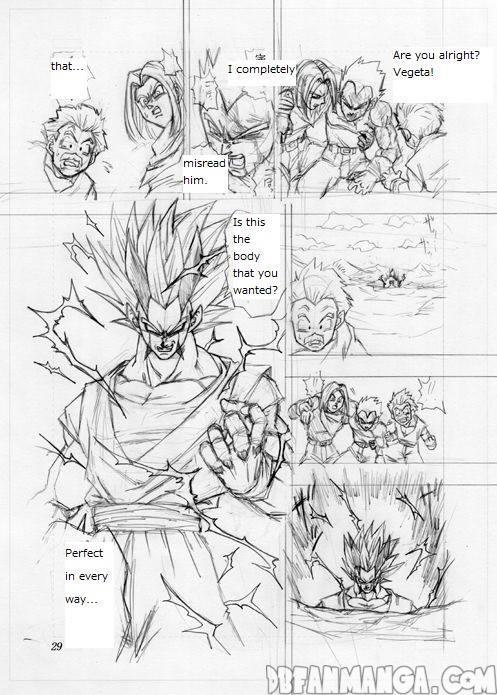 Are you alright?
Vegeta!
I completely
misread
him.
that...
Is this
the
body
that you
wanted?
Perfect
in every
way...
29
DBFANMANGA.COM